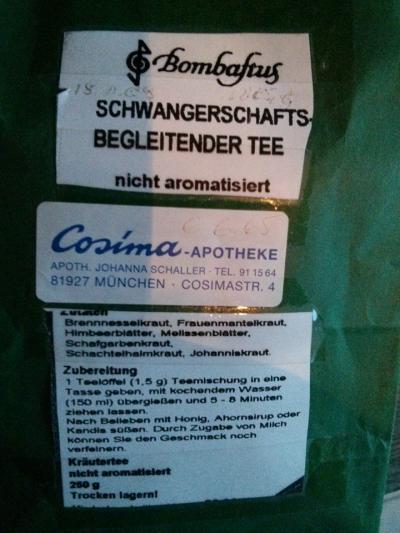 Bombastus
SCHWANGERSCHAFTS-
BEGLEITENDER TEE
nicht aromatisiert
Cosima-APOTHEKE
APOTH. JOHANNA SCHALLER · TEL. 91 15 64
81927 MÜNCHEN · COSIMASTR. 4
Zutaten
Brennnesselkraut, Frauenmantelkraut,
Himbeerblätter, Melissenblätter,
Schafgarbenkraut,
Schachtelhalmkraut, Johanniskraut.
Zubereitung
1 Teelöffel (1,5 g) Teemischung in eine
Tasse geben, mit kochendem Wasser
(150 ml) übergießen und 5 - 8 Minuten
ziehen lassen.
Nach Belieben mit Honig, Ahornsirup oder
Kandis süßen. Durch Zugabe von Milch
können Sie den Geschmack noch
verfeinern.
Kräutertee
nicht aromatisiert
250 g
Trocken lagern!